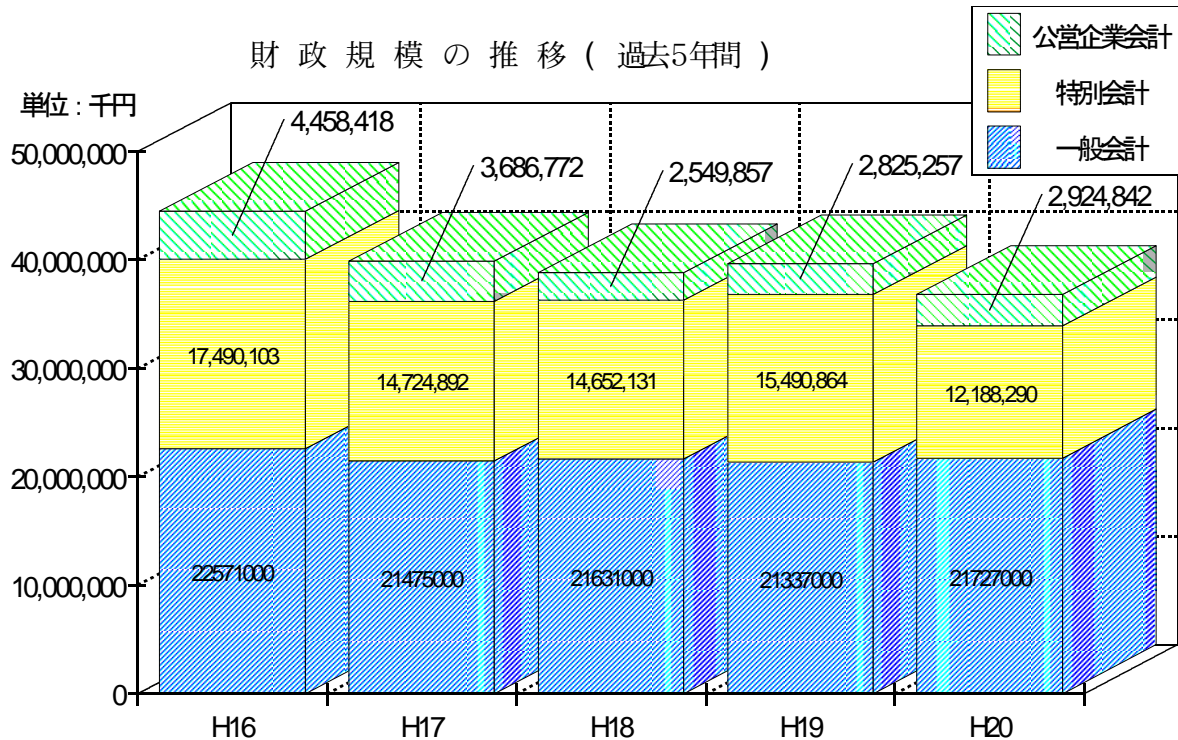 財政規模の推移(過去5年間)
公営企業会計
特別会計
一般会計
単位:千円
50,000,000
40,000,000
30,000,000
20,000,000
10,000,000
0
4,458,418
3,686,772
2,549,857
2,825,257
2,924,842
17,490,103
14,724,892
14,652,131
15,490,864
12,188,290
22571000
21475000
21631000
21337000
21727000
H16
H17
H18
H19
H20